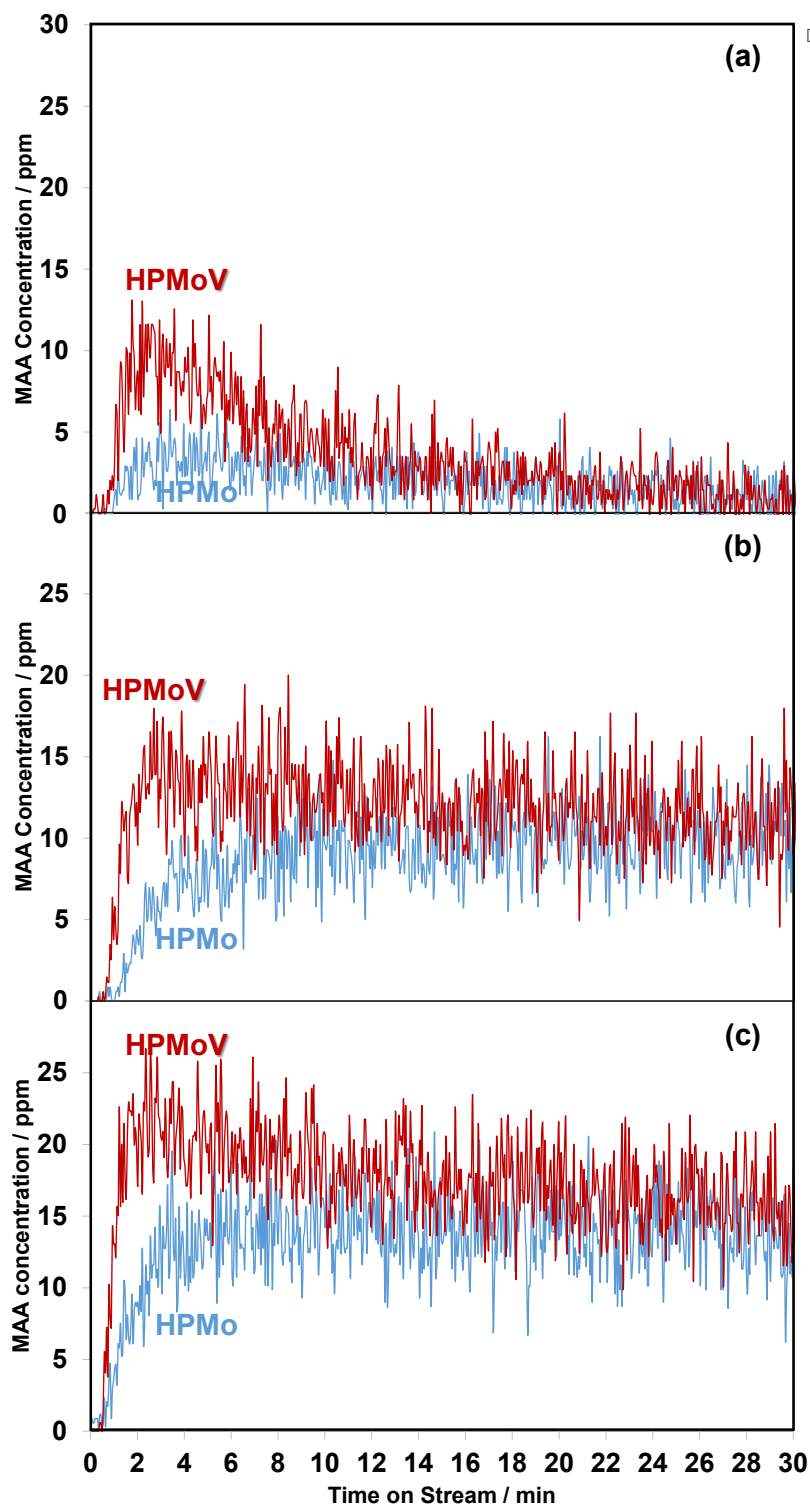 30
(a)
[
25
20
15
HPMoV
10
5
HPMo
0
MAA Concentration / ppm
(b)
25
20
HPMoV
15
10
5
HPMo
0
MAA Concentration / ppm
HPMoV
(c)
25
20
15
10
HPMo
5
0
MAA concentration / ppm
0 2 4 6 8 10 12 14 16 18 20 22 24 26 28 30
Time on Stream / min